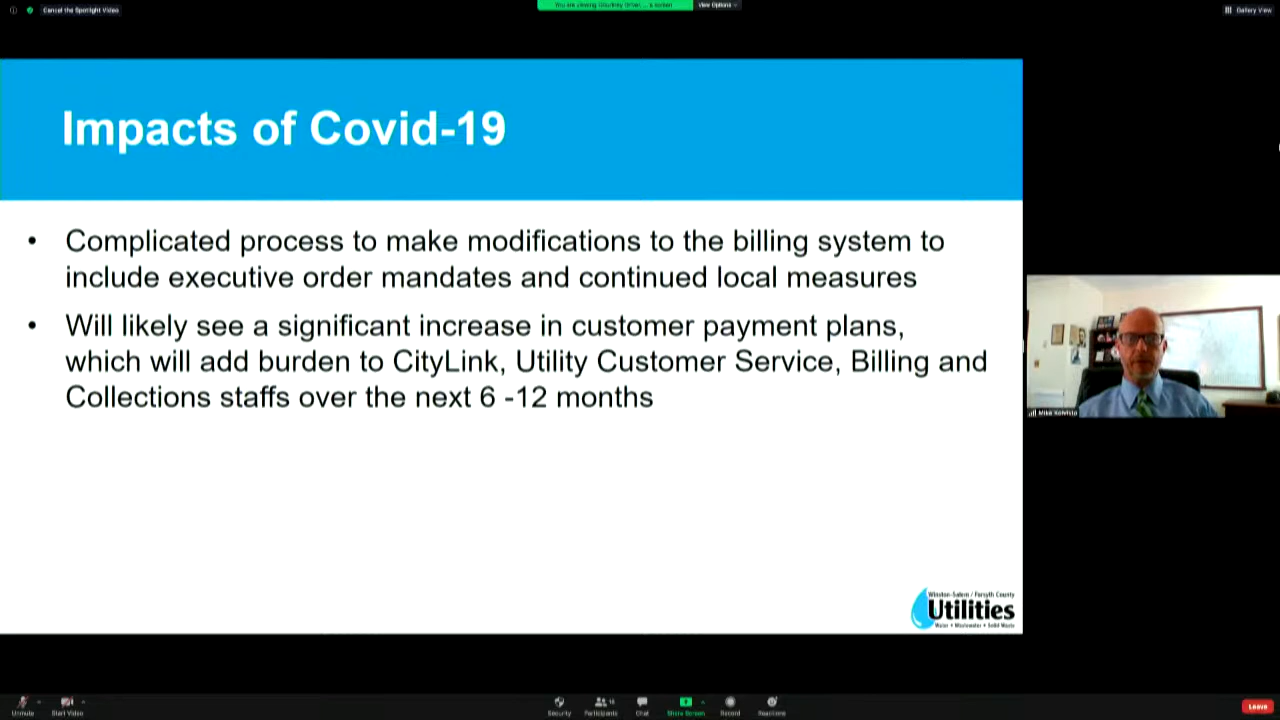 Cancel the Spotlight Video
View Options
Gallery View
Impacts of Covid-19
• Complicated process to make modifications to the billing system to
include executive order mandates and continued local measures
• Will likely see a significant increase in customer payment plans,
which will add burden to CityLink, Utility Customer Service, Billing and
Collections staffs over the next 6 -12 months
Winston-Salem / Forsyth County
Utilities
Water • Wastewater • Solid Waste
Unmute
Start Video
Security
Participants
Chat
Share Screen
Record
Reactions
Leave